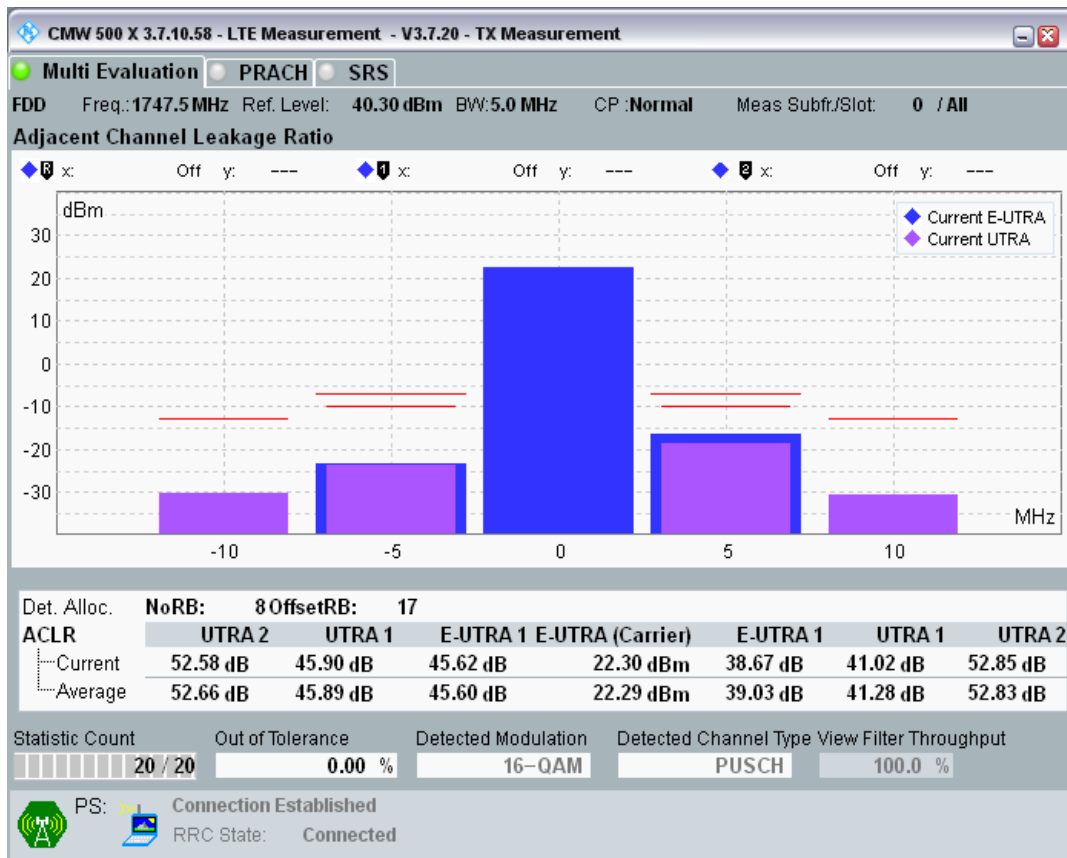 CMW 500 X 3.7.10.58 - LTE Measurement - V3.7.20 - TX Measurement
Multi Evaluation PRACH SRS
FDD Freq.:1747.5 MHz Ref. Level: 40.30 dBm BW:5.0 MHz CP :Normal Meas Subfr./Slot: 0 / All
Adjacent Channel Leakage Ratio
R x: Off y: --- 1 x: Off y: --- 2 x: Off y: ---
dBm
Current E-UTRA
Current UTRA
30
20
10
0
-10
-20
-30
MHz
-10 -5 0 5 10
Det. Alloc. NoRB: 8 OffsetRB: 17
ACLR UTRA 2 UTRA 1 E-UTRA 1 E-UTRA (Carrier) E-UTRA 1 UTRA 1 UTRA 2
Current 52.58 dB 45.90 dB 45.62 dB 22.30 dBm 38.67 dB 41.02 dB 52.85 dB
Average 52.66 dB 45.89 dB 45.60 dB 22.29 dBm 39.03 dB 41.28 dB 52.83 dB
Statistic Count Out of Tolerance Detected Modulation Detected Channel Type View Filter Throughput
20 / 20 0.00 % 16-QAM PUSCH 100.0 %
PS: Connection Established
RRC State: Connected